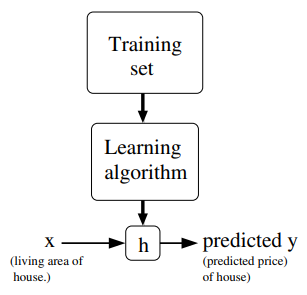 Training
set
Learning
algorithm
x
h
predicted y
(living area of
house.)
(predicted price)
of house)